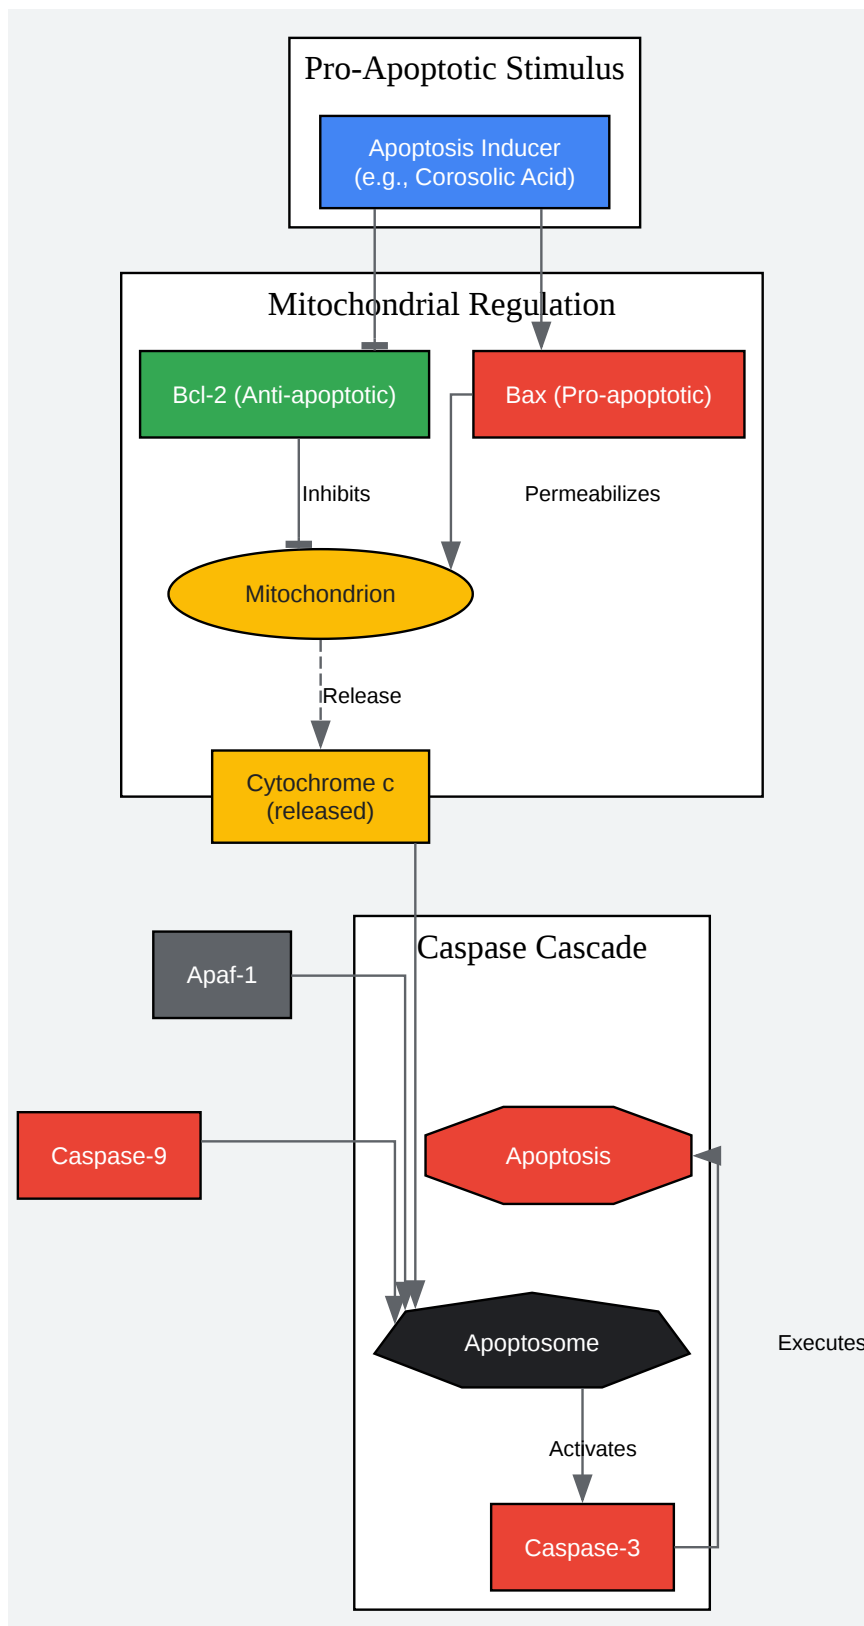 Pro-Apoptotic Stimulus
Apoptosis Inducer
(e.g., Corosolic Acid)
Mitochondrial Regulation
Bcl-2 (Anti-apoptotic)
Bax (Pro-apoptotic)
Inhibits
Permeabilizes
Mitochondrion
Release
Cytochrome c
(released)
Caspase Cascade
Apaf-1
Caspase-9
Apoptosis
Apoptosome
Executes
Activates
Caspase-3